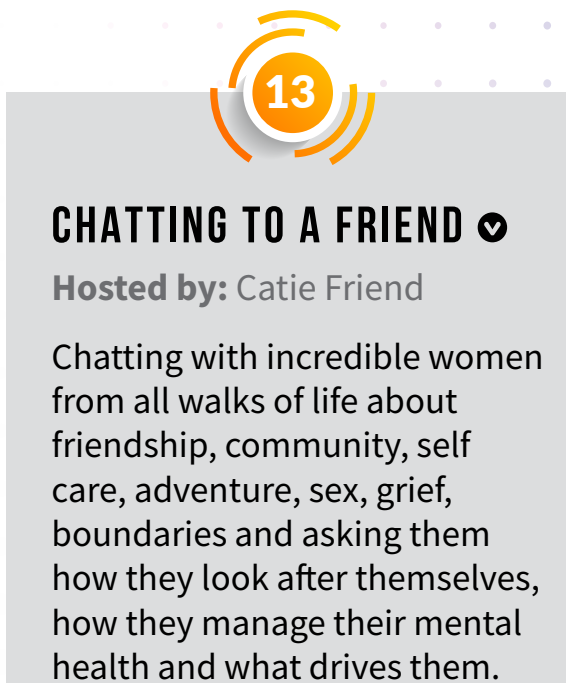 13
CHATTING TO A FRIEND
Hosted by: Catie Friend
Chatting with incredible women
from all walks of life about
friendship, community, self
care, adventure, sex, grief,
boundaries and asking them
how they look after themselves,
how they manage their mental
health and what drives them.